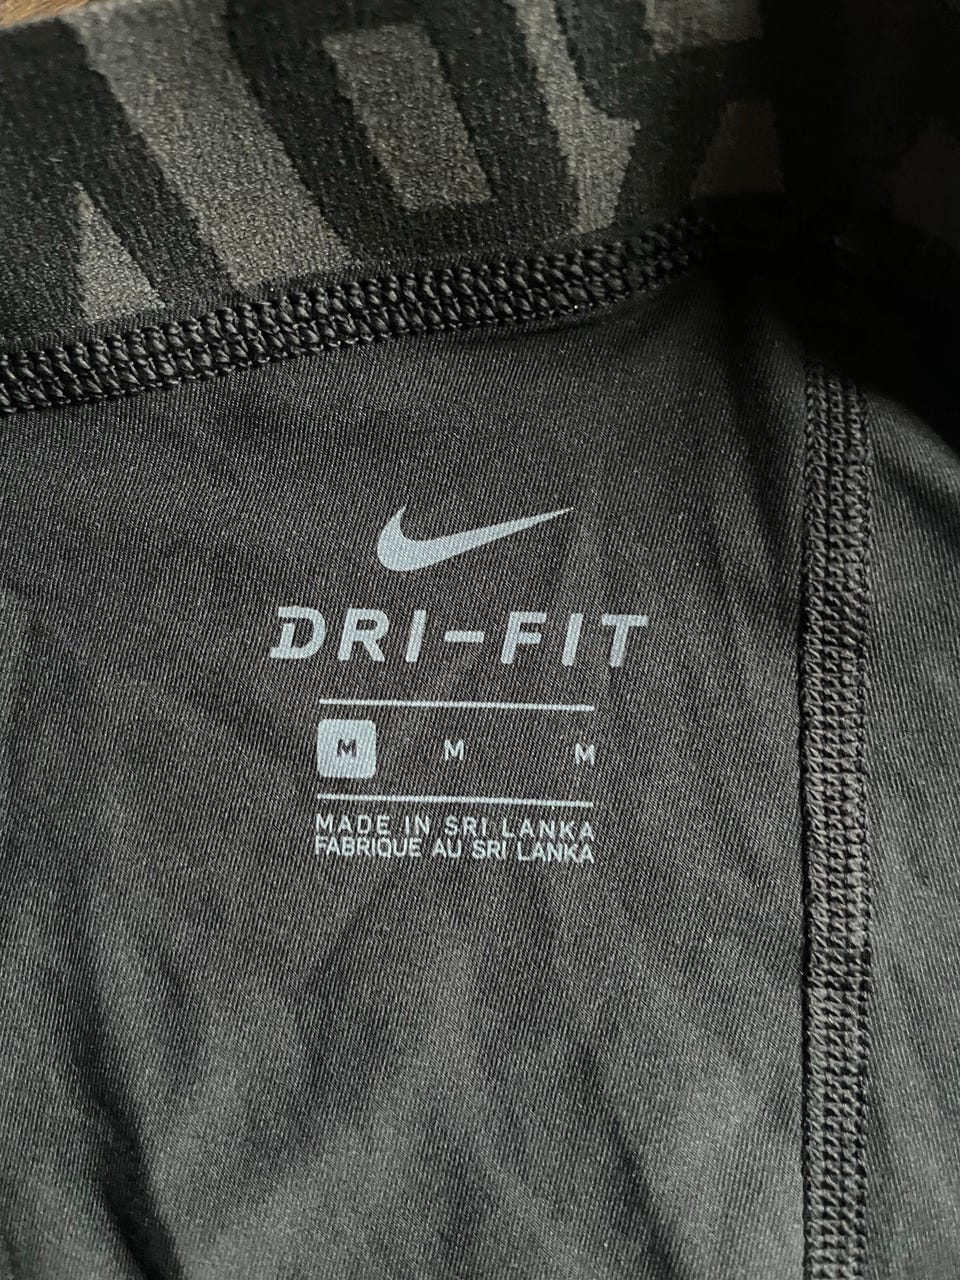 DRI-FIT
M M M
MADE IN SRI LANKA
FABRIQUE AU SRI LANKA